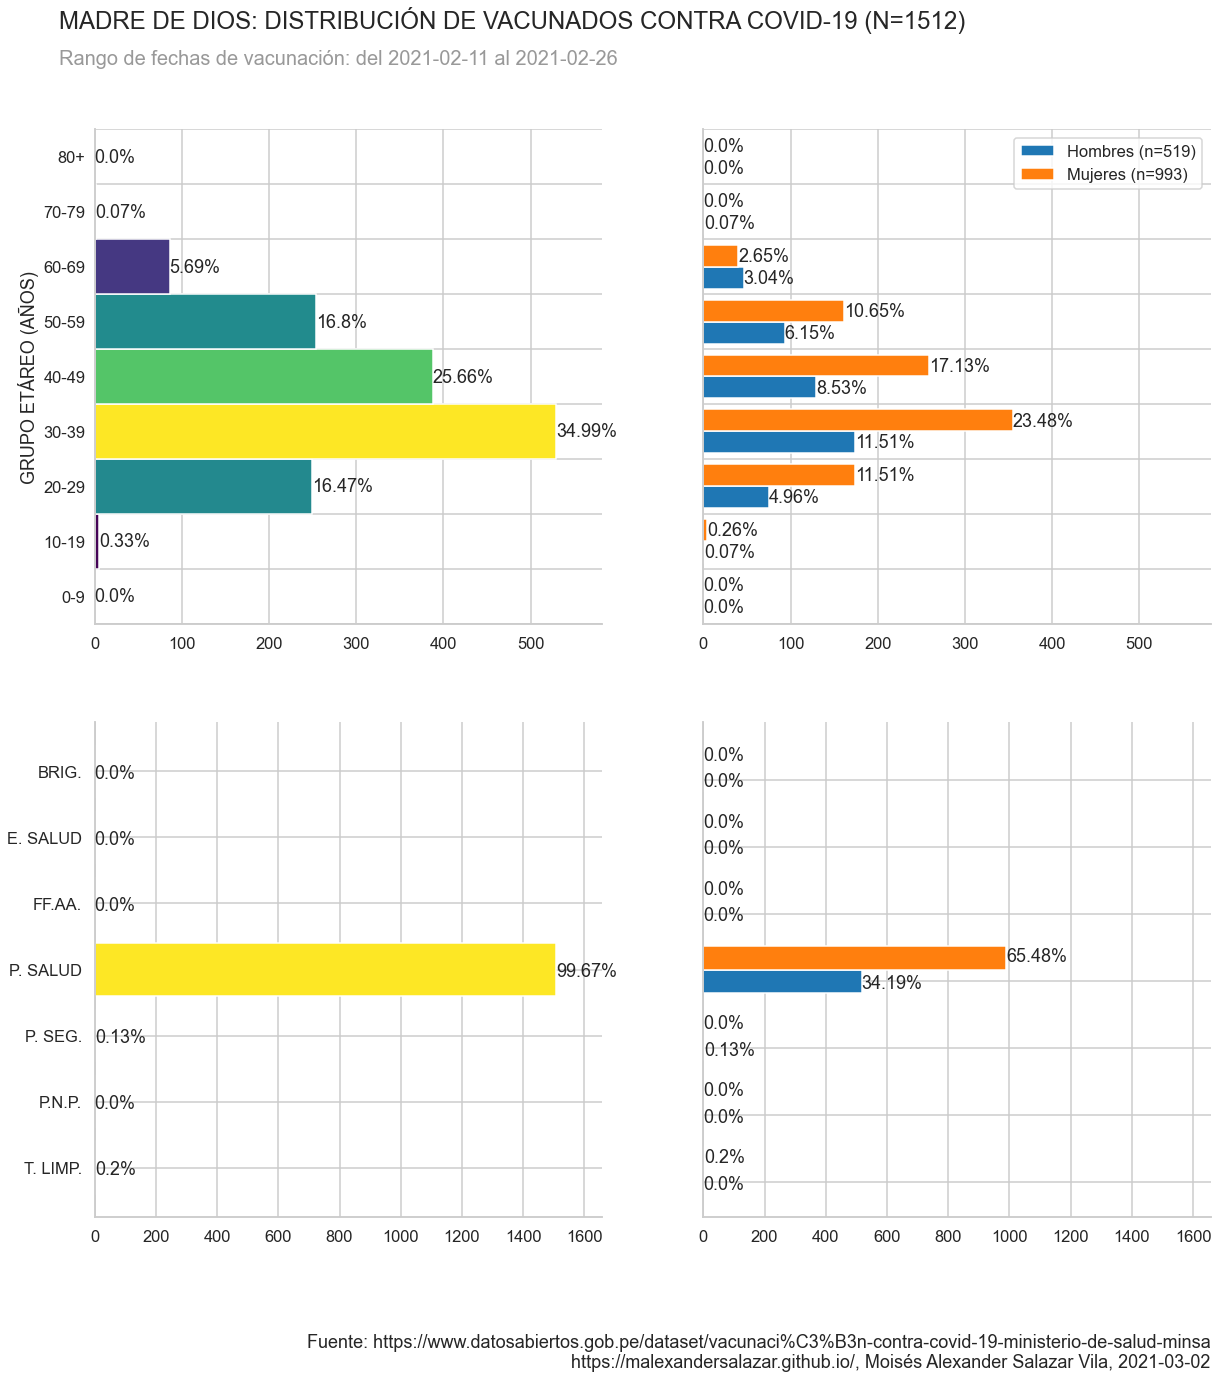 MADRE DE DIOS: DISTRIBUCIÓN DE VACUNADOS CONTRA COVID-19 (N=1512)
Rango de fechas de vacunación: del 2021-02-11 al 2021-02-26
GRUPO ETÁREO (AÑOS)
80+ 0.0%
70-79 0.07%
60-69 5.69%
50-59 16.8%
40-49 25.66%
30-39 34.99%
20-29 16.47%
10-19 0.33%
0-9 0.0%
0 100 200 300 400 500
Hombres (n=519)
Mujeres (n=993)
0.0%
0.0%
0.0%
0.07%
2.65%
3.04%
10.65%
6.15%
17.13%
8.53%
23.48%
11.51%
11.51%
4.96%
0.26%
0.07%
0.0%
0.0%
0 100 200 300 400 500
BRIG. 0.0%
E. SALUD 0.0%
FF.AA. 0.0%
P. SALUD 99.67%
P. SEG. 0.13%
P.N.P. 0.0%
T. LIMP. 0.2%
0 200 400 600 800 1000 1200 1400 1600
0.0%
0.0%
0.0%
0.0%
0.0%
0.0%
65.48%
34.19%
0.0%
0.13%
0.0%
0.0%
0.2%
0.0%
0 200 400 600 800 1000 1200 1400 1600
Fuente: https://www.datosabiertos.gob.pe/dataset/vacunaci%C3%B3n-contra-covid-19-ministerio-de-salud-minsa
https://malexandersalazar.github.io/, Moisés Alexander Salazar Vila, 2021-03-02